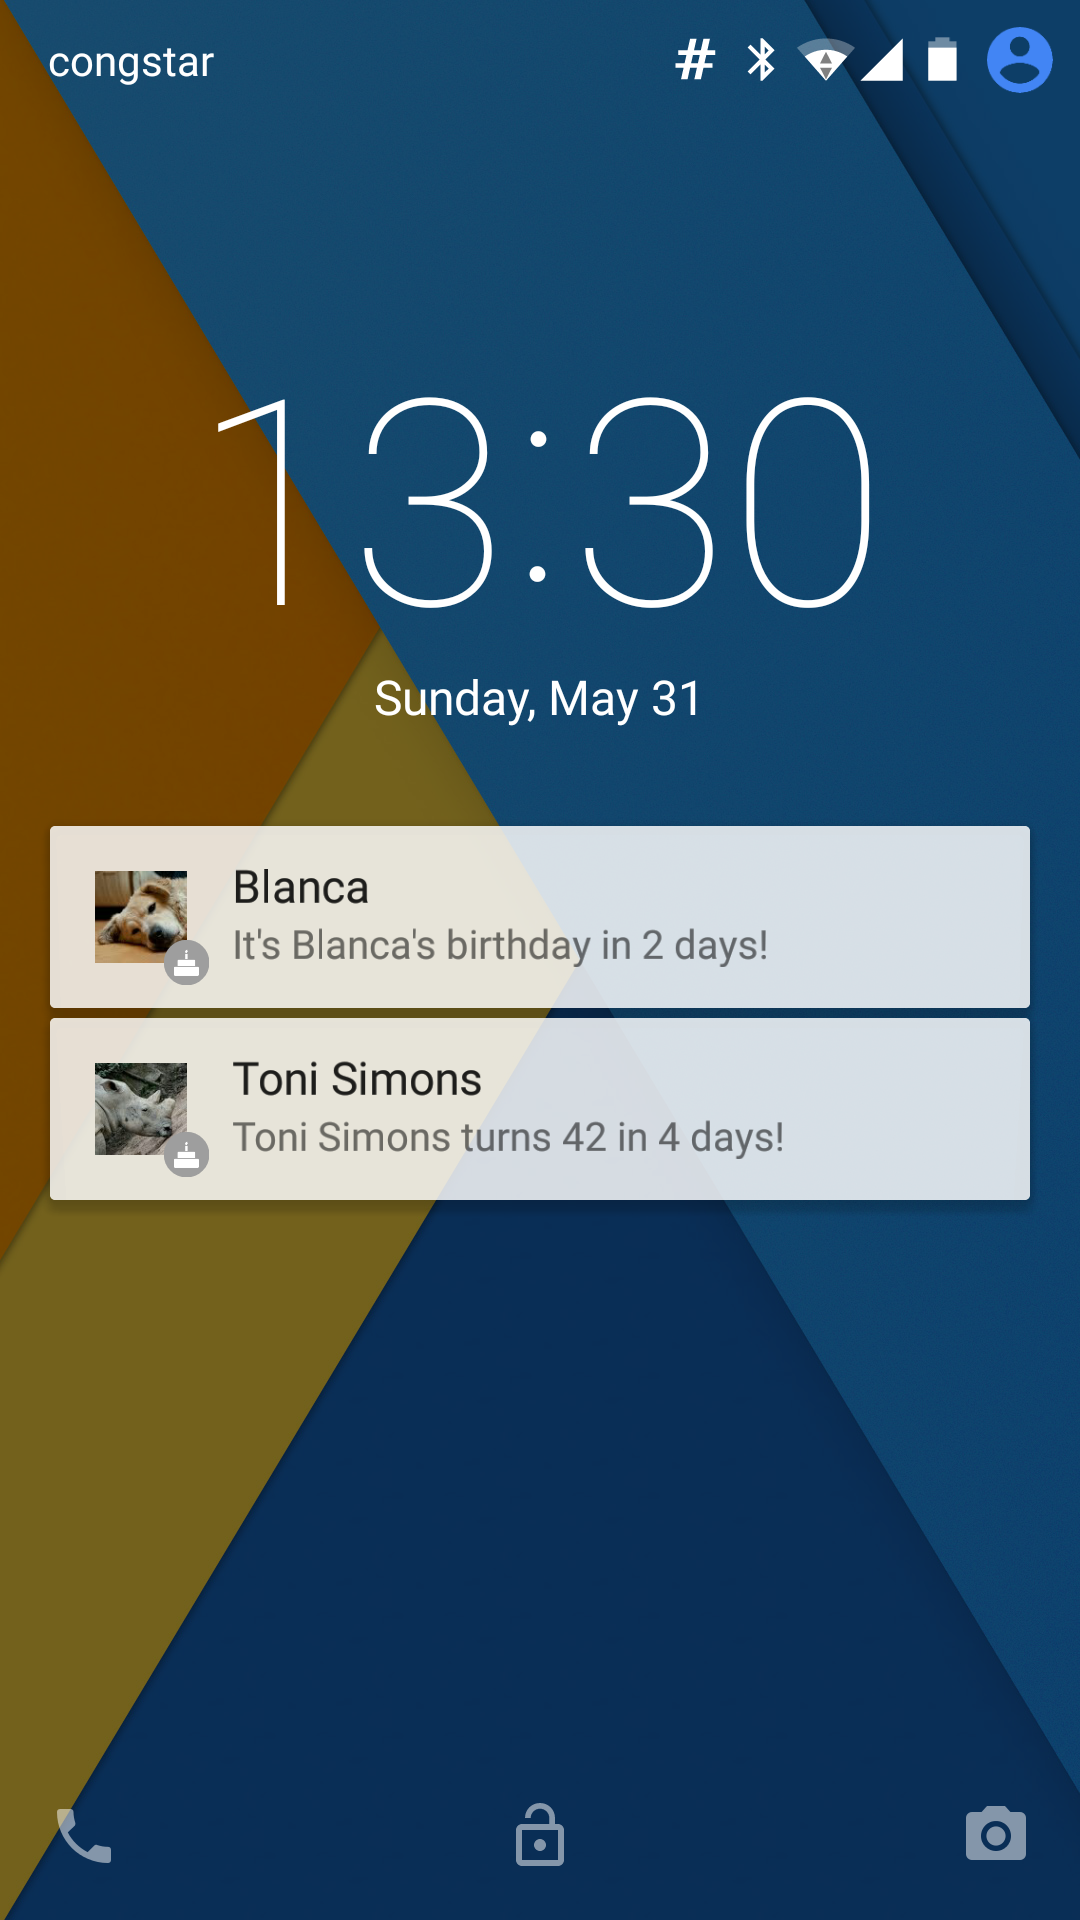 congstar #
13:30
Sunday, May 31
Blanca
It's Blanca's birthday in 2 days!
Toni Simons
Toni Simons turns 42 in 4 days!